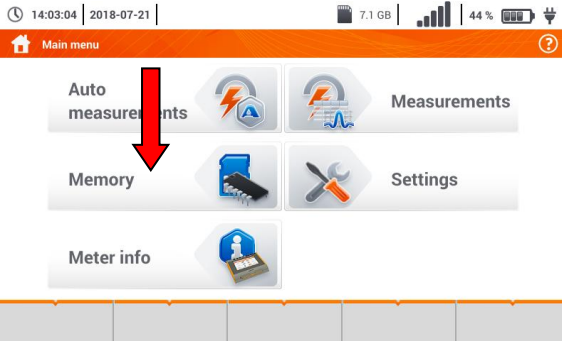 14:03:04 2018-07-21 7.1 GB 44 %
Main menu ?
Auto
measurements
Measurements
Memory
Settings
Meter info